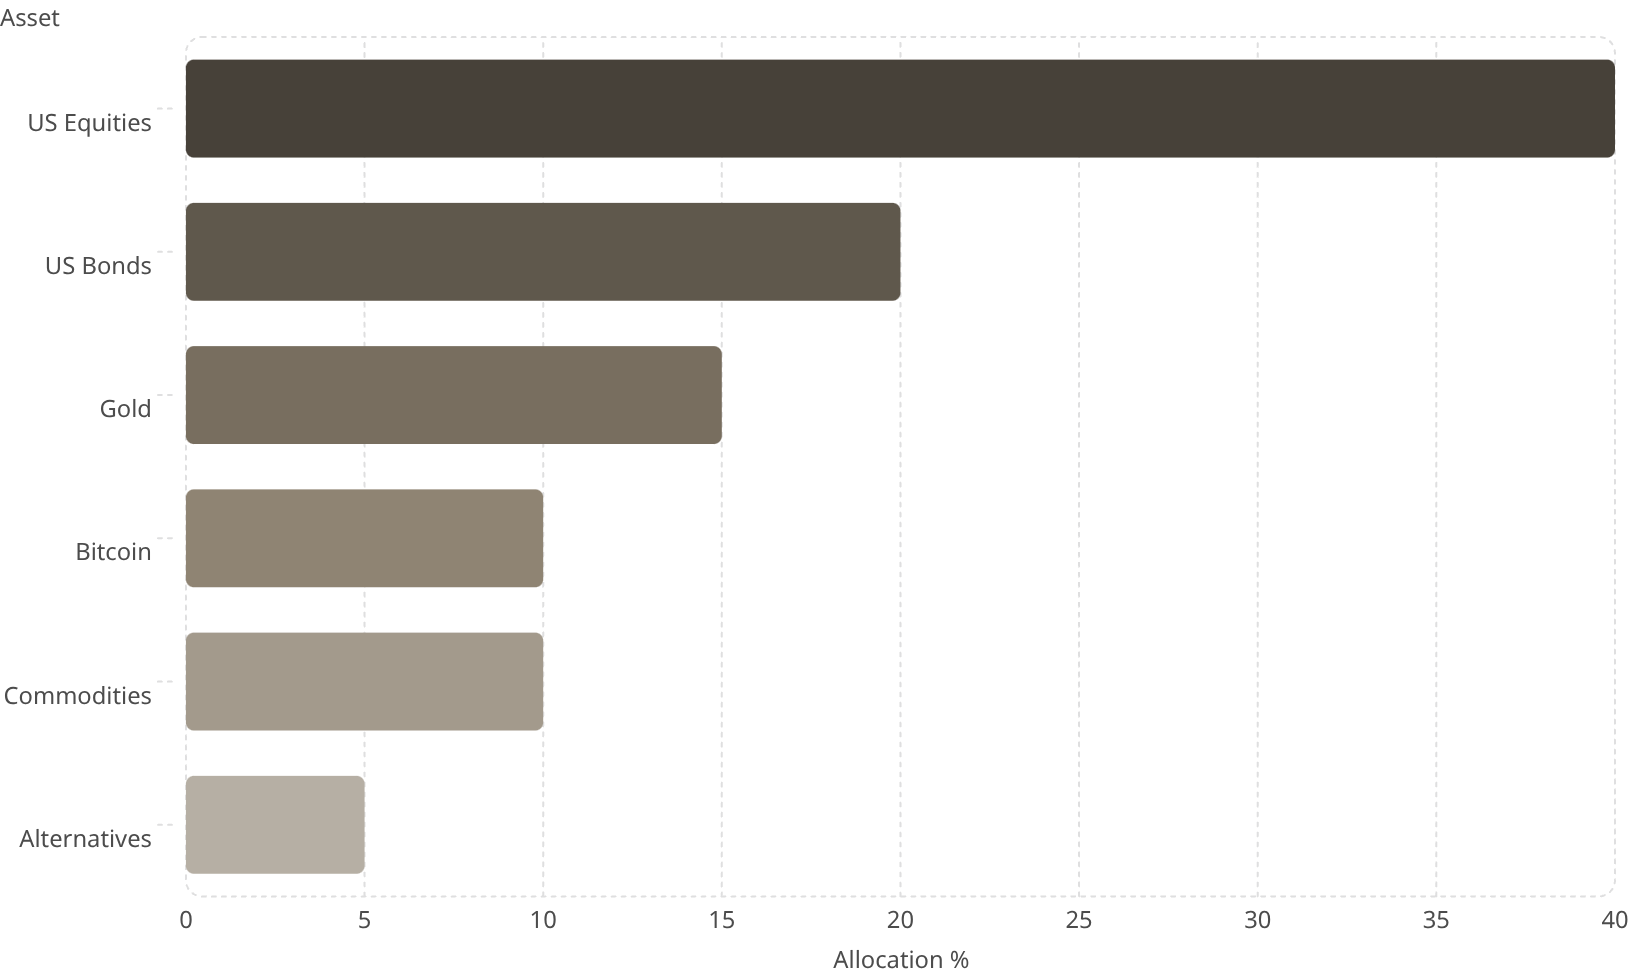 Asset
US Equities
US Bonds
Gold
Bitcoin
Commodities
Alternatives
0 5 10 15 20 25 30 35 40
Allocation %